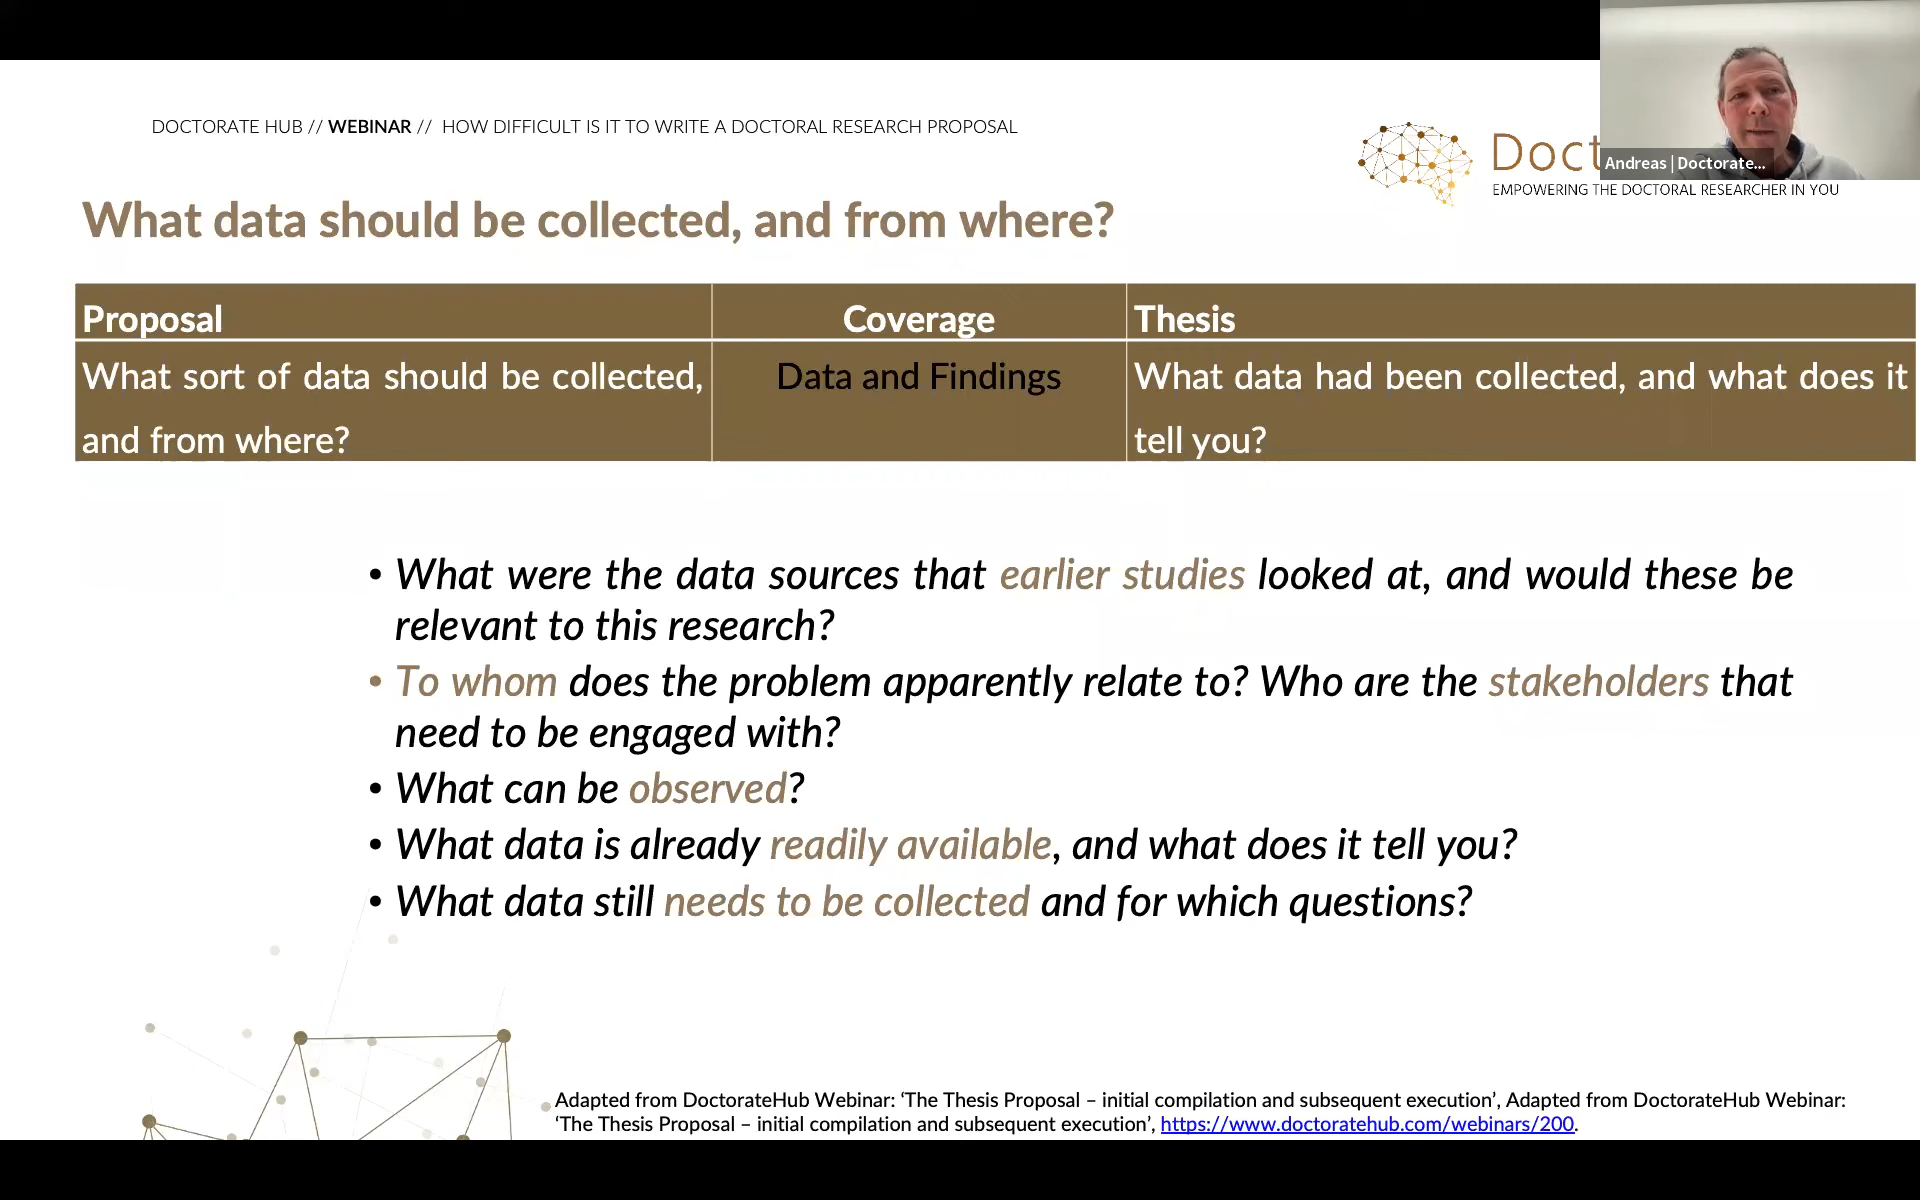 DOCTORATE HUB // WEBINAR // HOW DIFFICULT IS IT TO WRITE A DOCTORAL RESEARCH PROPOSAL
Doct
Andreas | Doctorate...
EMPOWERING THE DOCTORAL RESEARCHER IN YOU
What data should be collected, and from where?
Proposal Coverage Thesis
What sort of data should be collected, Data and Findings What data had been collected, and what does it
and from where? tell you?
• What were the data sources that earlier studies looked at, and would these be
relevant to this research?
• To whom does the problem apparently relate to? Who are the stakeholders that
need to be engaged with?
• What can be observed?
• What data is already readily available, and what does it tell you?
• What data still needs to be collected and for which questions?
Adapted from DoctorateHub Webinar: ‘The Thesis Proposal – initial compilation and subsequent execution’, Adapted from DoctorateHub Webinar:
‘The Thesis Proposal – initial compilation and subsequent execution’, https://www.doctoratehub.com/webinars/200.